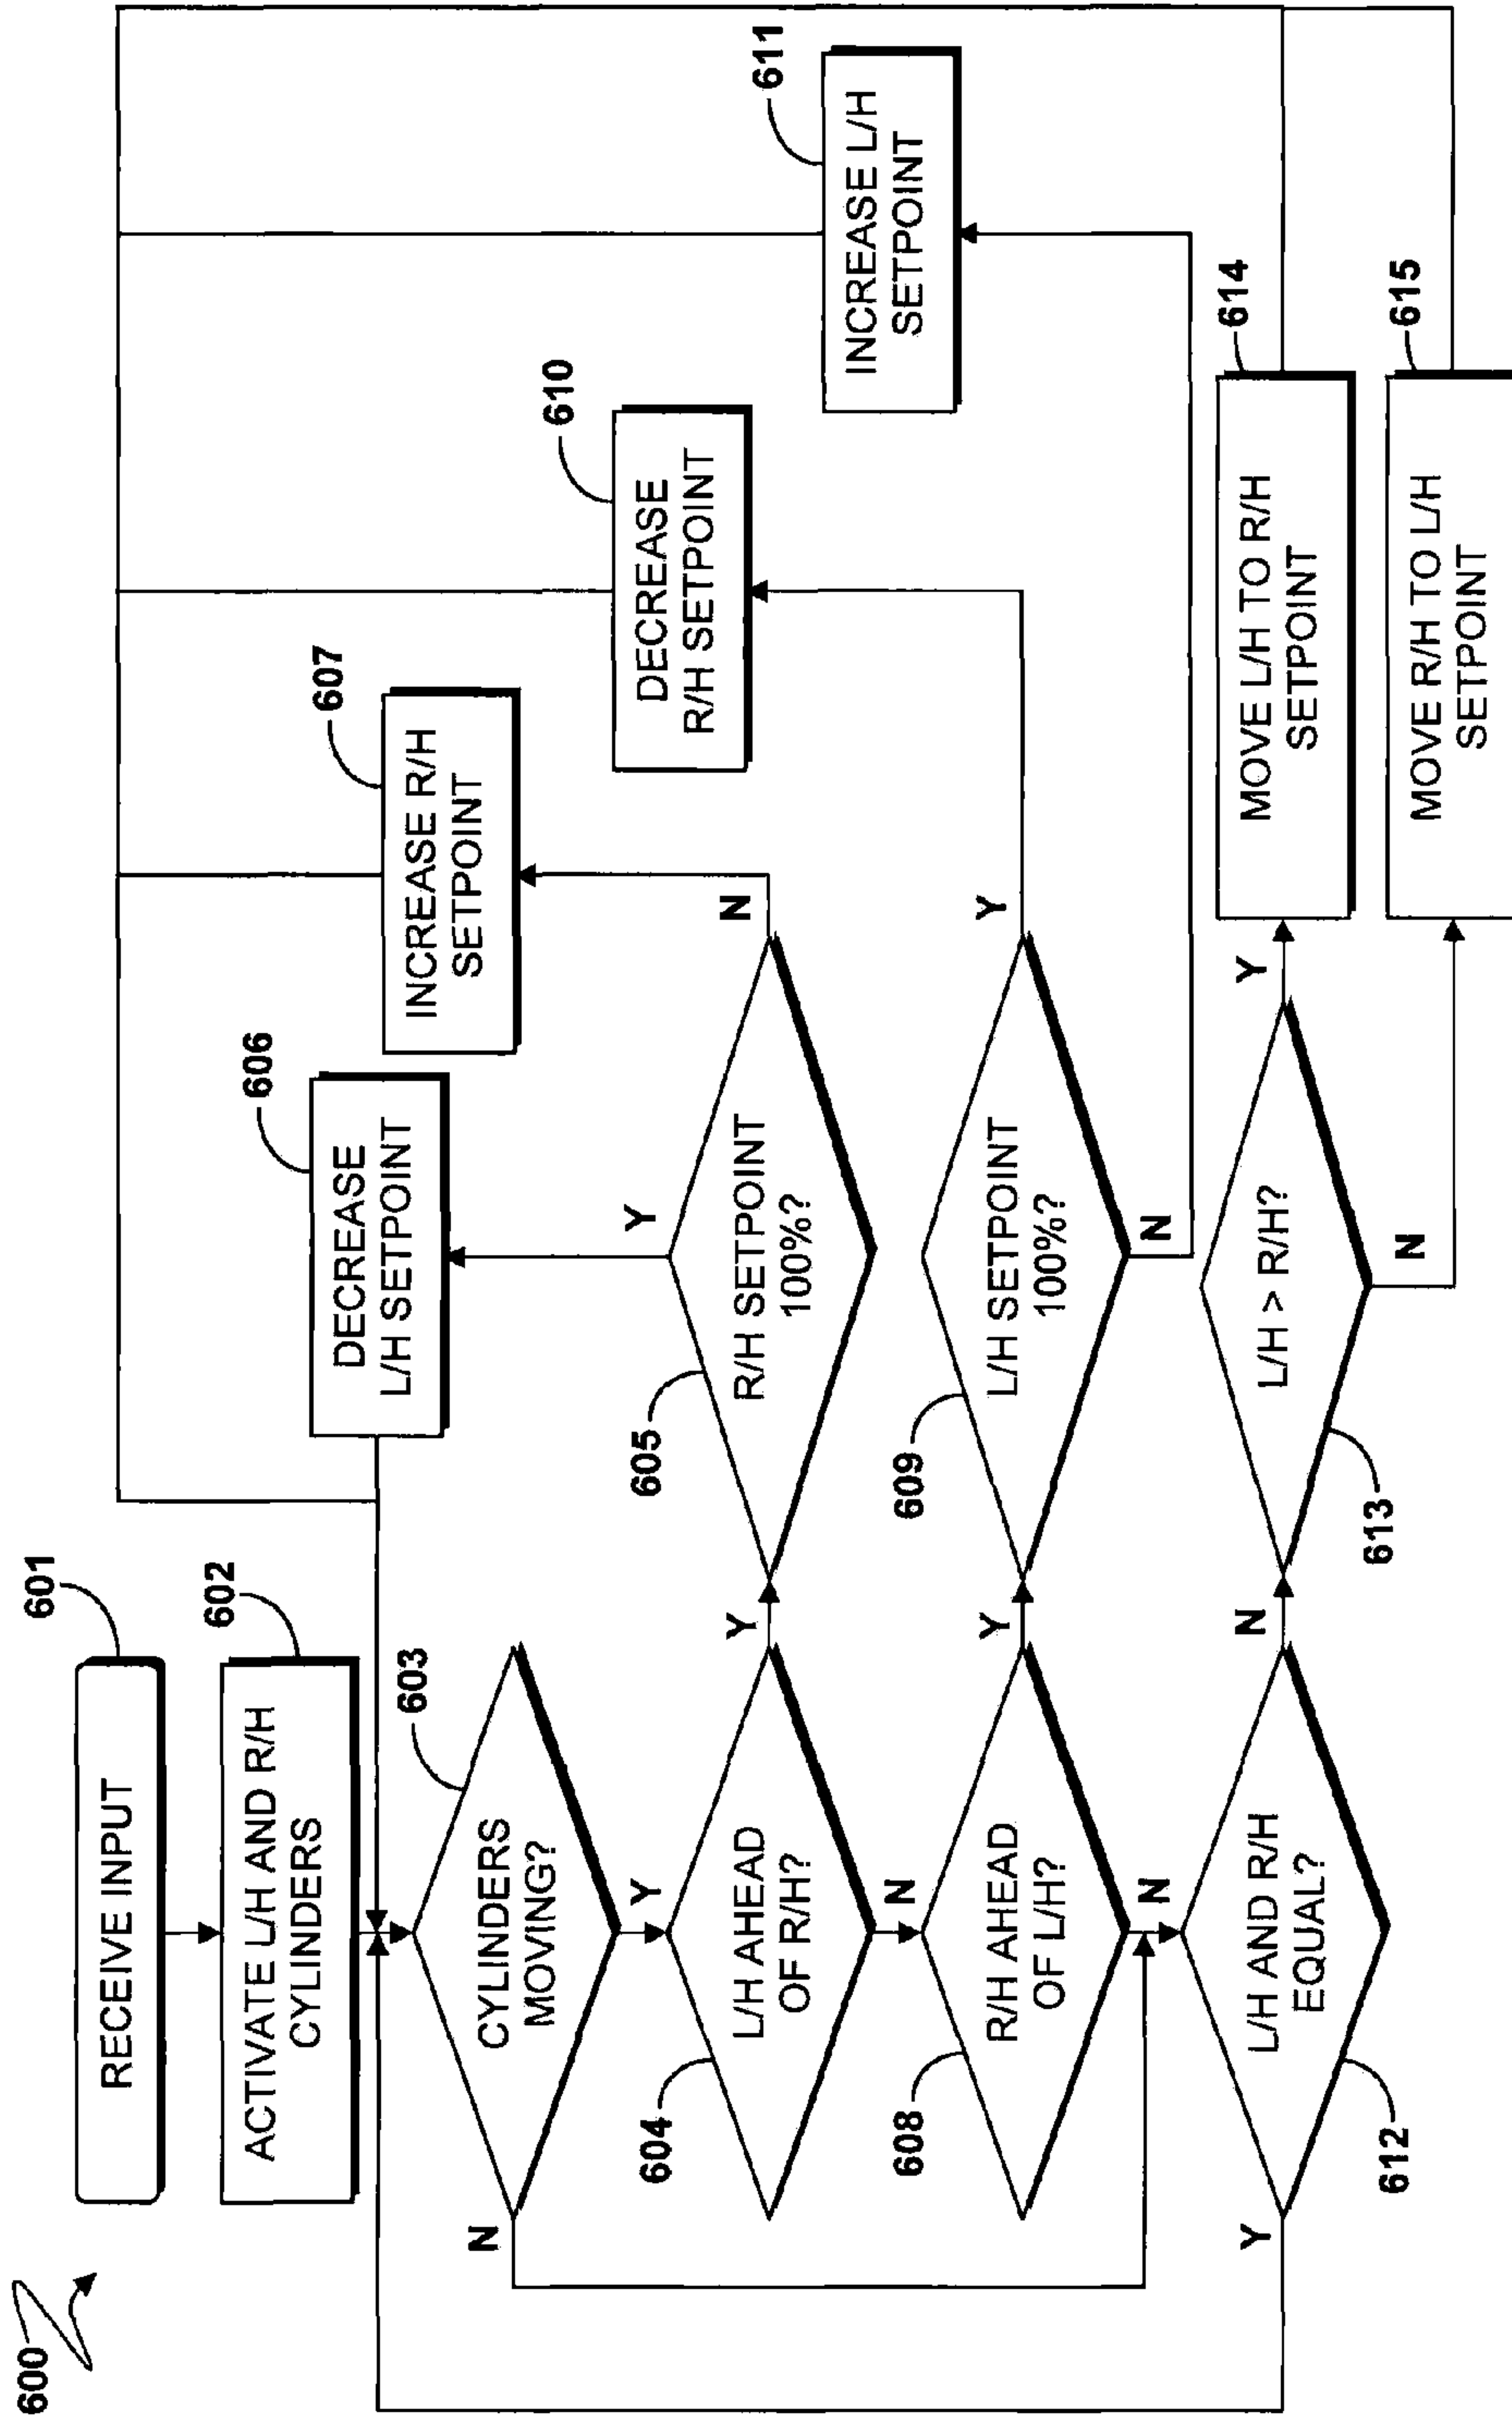 600
601
RECEIVE INPUT
602
ACTIVATE L/H AND R/H
CYLINDERS
603
CYLINDERS
MOVING?
N
Y
604
L/H AHEAD
OF R/H?
Y
N
605
R/H SETPOINT
100%?
Y
N
606
DECREASE
L/H SETPOINT
607
INCREASE R/H
SETPOINT
608
R/H AHEAD
OF L/H?
Y
N
609
L/H SETPOINT
100%?
Y
N
610
DECREASE
R/H SETPOINT
611
INCREASE L/H
SETPOINT
612
L/H AND R/H
EQUAL?
Y
N
613
L/H > R/H?
Y
N
614
MOVE L/H TO R/H
SETPOINT
615
MOVE R/H TO L/H
SETPOINT